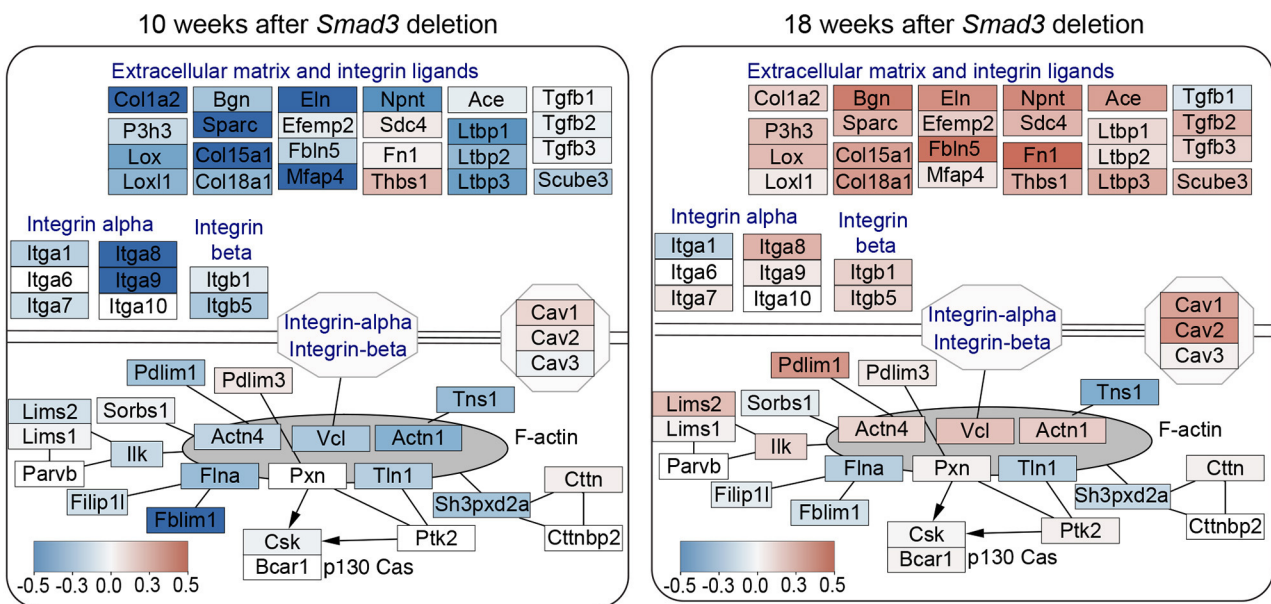 10 weeks after Smad3 deletion
Extracellular matrix and integrin ligands
Col1a2 Bgn Eln Npnt Ace Tgfb1
P3h3 Sparc Efemp2 Sdc4 Ltbp1 Tgfb2
Lox Col15a1 Fbln5 Fn1 Ltbp2 Tgfb3
Loxl1 Col18a1 Mfap4 Thbs1 Ltbp3 Scube3
Integrin alpha
Integrin
beta
Itga1 Itga8
Itga6 Itga9 Itgb1
Itga7 Itga10 Itgb5
Integrin-alpha
Integrin-beta
Cav1
Cav2
Cav3
Pdlim1 Pdlim3
Tns1
Lims2 Sorbs1
Lims1 Actn4 Vcl Actn1 F-actin
Parvb Ilk
Flna Pxn Tln1 Cttn
Filip1l Sh3pxd2a
Fblim1
Csk Ptk2 Cttnbp2
Bcar1 p130 Cas
-0.5 -0.3 0.0 0.3 0.5
18 weeks after Smad3 deletion
Extracellular matrix and integrin ligands
Col1a2 Bgn Eln Npnt Ace Tgfb1
P3h3 Sparc Efemp2 Sdc4 Ltbp1 Tgfb2
Lox Col15a1 Fbln5 Fn1 Ltbp2 Tgfb3
Loxl1 Col18a1 Mfap4 Thbs1 Ltbp3 Scube3
Integrin alpha
Integrin
beta
Itga1 Itga8
Itga6 Itga9 Itgb1
Itga7 Itga10 Itgb5
Integrin-alpha
Integrin-beta
Cav1
Cav2
Cav3
Pdlim1 Pdlim3
Tns1
Lims2 Sorbs1
Lims1 Actn4 Vcl Actn1 F-actin
Parvb Ilk
Flna Pxn Tln1 Cttn
Filip1l Sh3pxd2a
Fblim1
Csk Ptk2 Cttnbp2
Bcar1 p130 Cas
-0.5 -0.3 0.0 0.3 0.5